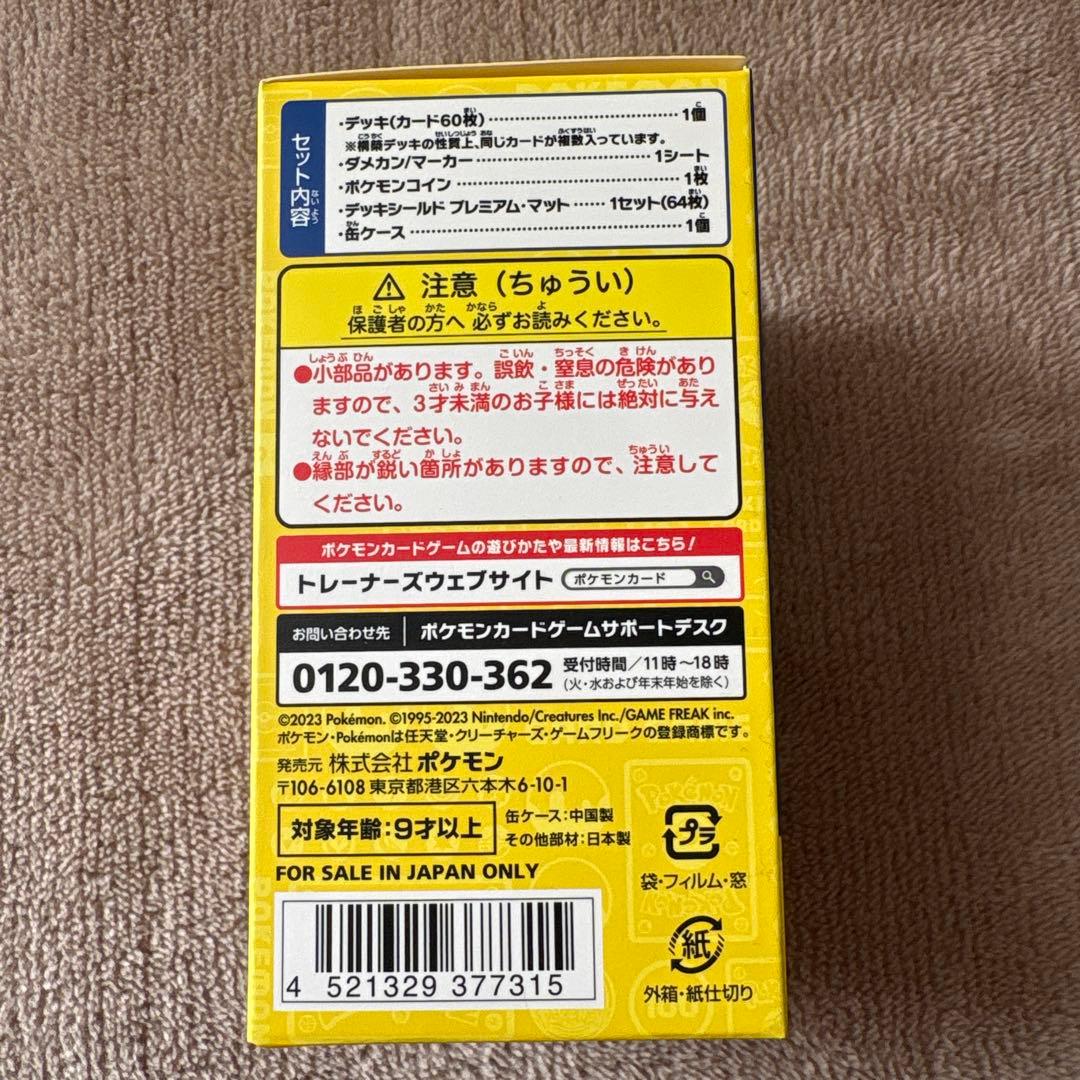 セット内容
・デッキ(カード60枚)……1個
※構築デッキの性質上、同じカードが複数入っています。
・ダメカン/マーカー……1シート
・ポケモンコイン……1枚
・デッキシールド プレミアム・マット……1セット(64枚)
・缶ケース……1個
⚠ 注意（ちゅうい）
保護者の方へ 必ずお読みください。
●小部品があります。誤飲・窒息の危険があり
ますので、3才未満のお子様には絶対に与え
ないでください。
●縁部が鋭い箇所がありますので、注意して
ください。
ポケモンカードゲームの遊びかたや最新情報はこちら!
トレーナーズウェブサイト ポケモンカード
お問い合わせ先 ポケモンカードゲームサポートデスク
0120-330-362 受付時間/11時〜18時
(火・水および年末年始を除く)
©2023 Pokémon. ©1995-2023 Nintendo/Creatures Inc./GAME FREAK inc.
ポケモン・Pokémonは任天堂・クリーチャーズ・ゲームフリークの登録商標です。
発売元 株式会社 ポケモン
〒106-6108 東京都港区六本木6-10-1
対象年齢:9才以上
缶ケース:中国製
その他部材:日本製
FOR SALE IN JAPAN ONLY
プラ
袋・フィルム・窓
紙
外箱・紙仕切り
4 521329 377315